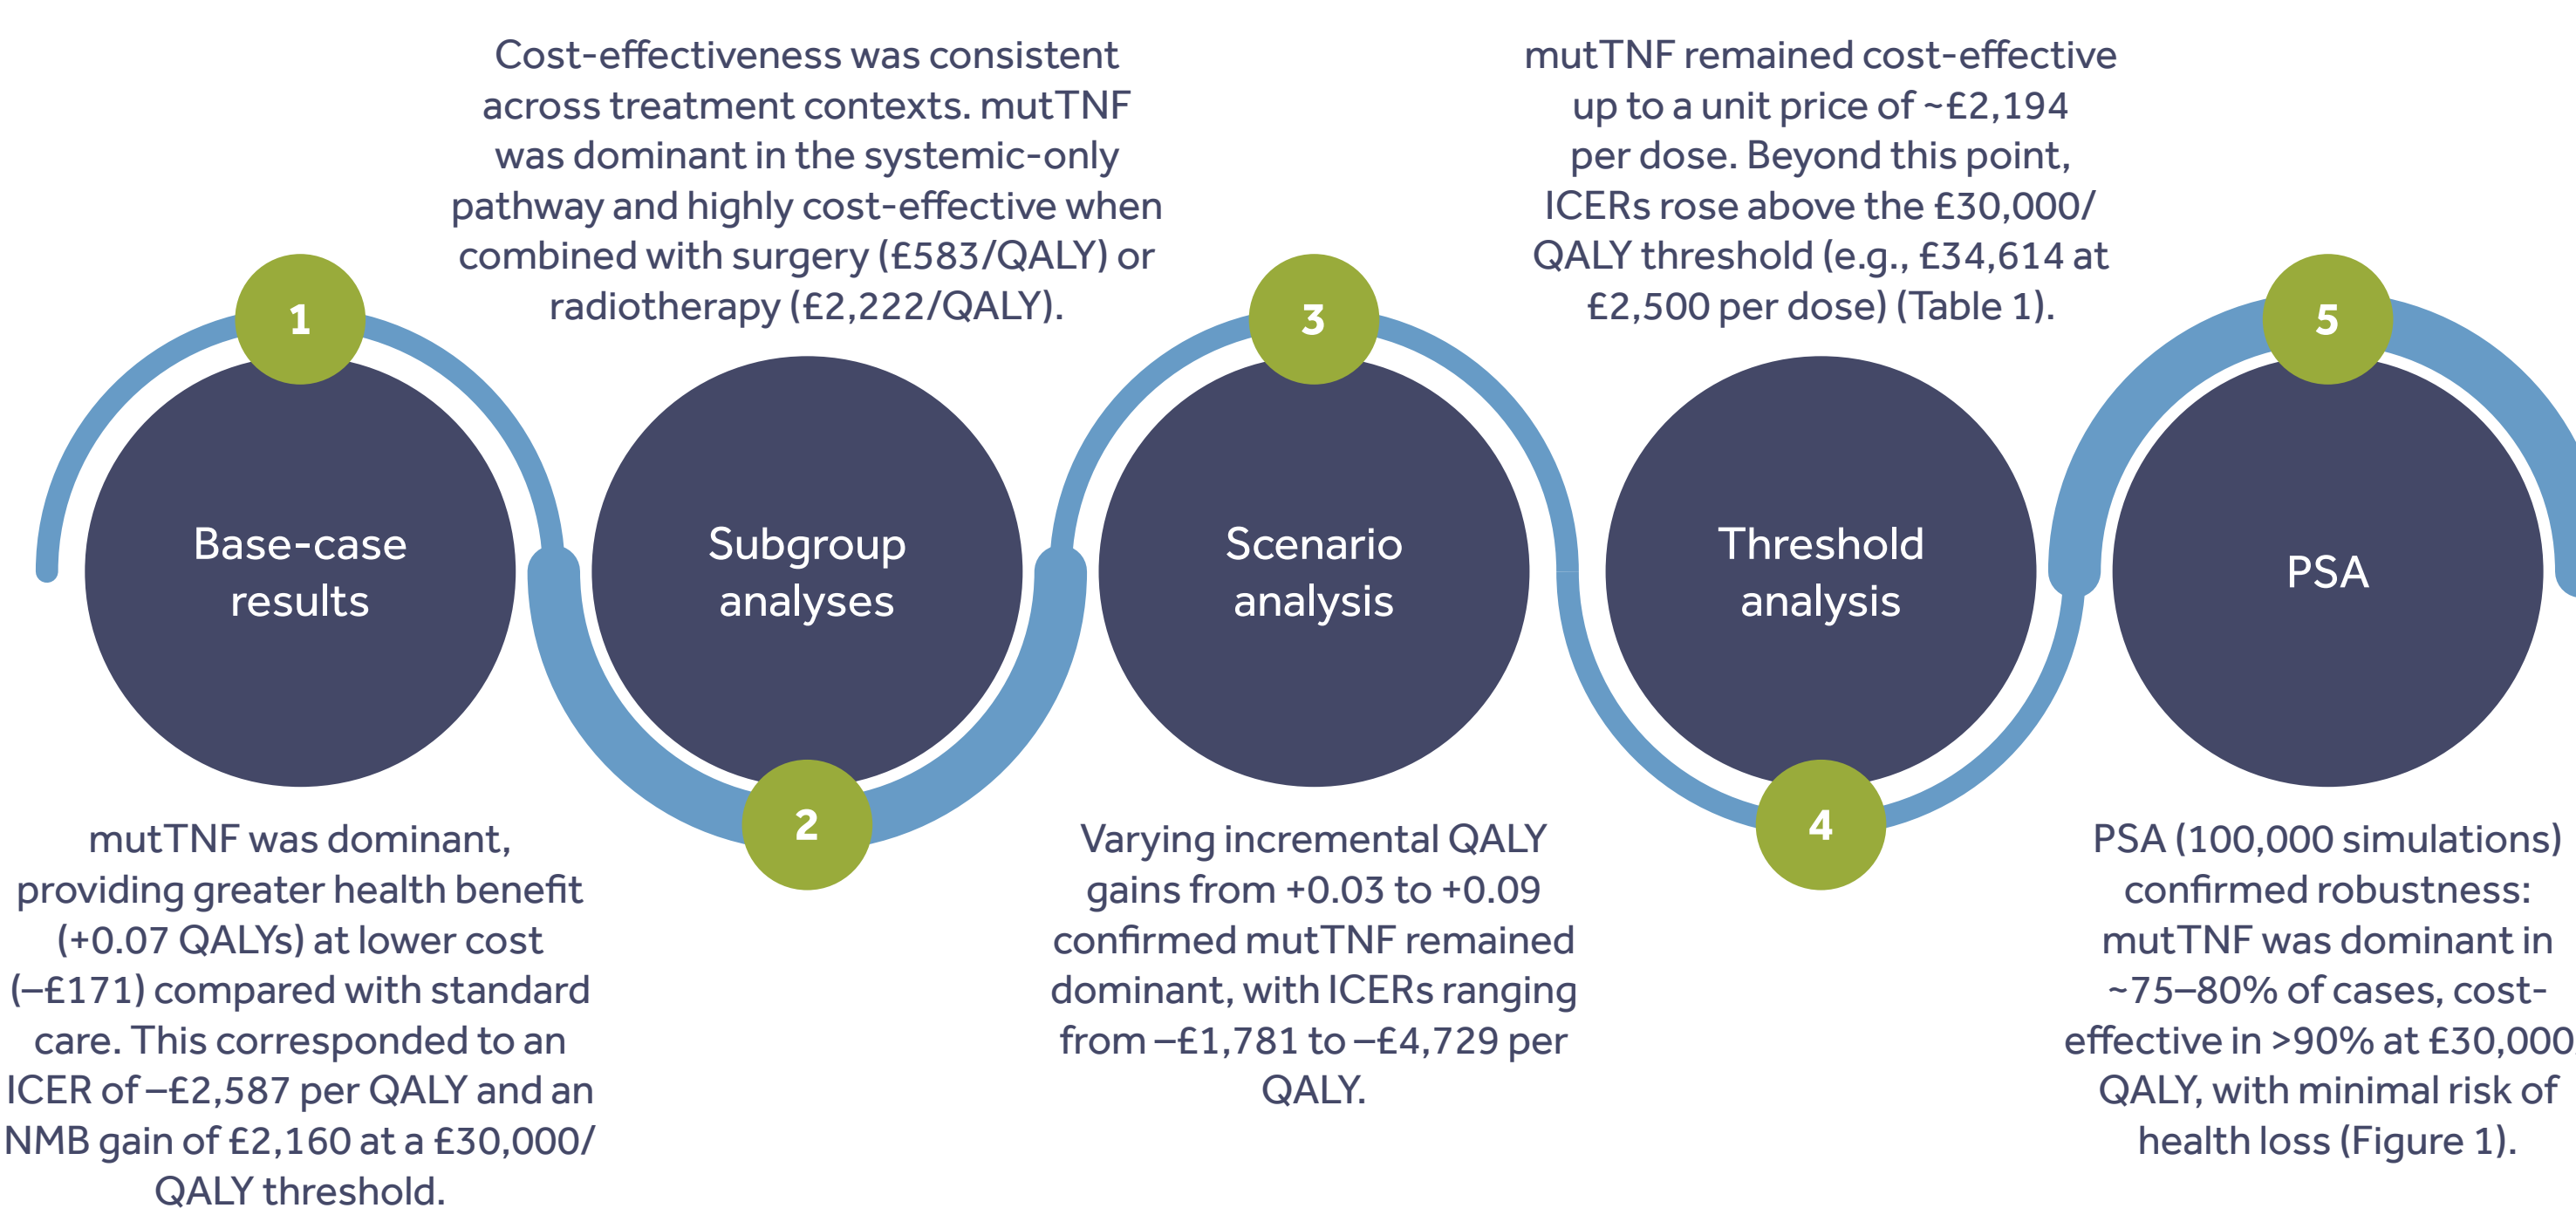 1
Base-case
results
mutTNF was dominant,
providing greater health benefit
(+0.07 QALYs) at lower cost
(–£171) compared with standard
care. This corresponded to an
ICER of –£2,587 per QALY and an
NMB gain of £2,160 at a £30,000/
QALY threshold.
Cost-effectiveness was consistent
across treatment contexts. mutTNF
was dominant in the systemic-only
pathway and highly cost-effective when
combined with surgery (£583/QALY) or
radiotherapy (£2,222/QALY).
Subgroup
analyses
2
3
Scenario
analysis
Varying incremental QALY
gains from +0.03 to +0.09
confirmed mutTNF remained
dominant, with ICERs ranging
from –£1,781 to –£4,729 per
QALY.
mutTNF remained cost-effective
up to a unit price of ~£2,194
per dose. Beyond this point,
ICERs rose above the £30,000/
QALY threshold (e.g., £34,614 at
£2,500 per dose) (Table 1).
Threshold
analysis
4
5
PSA
PSA (100,000 simulations)
confirmed robustness:
mutTNF was dominant in
~75–80% of cases, cost-
effective in >90% at £30,000
QALY, with minimal risk of
health loss (Figure 1).